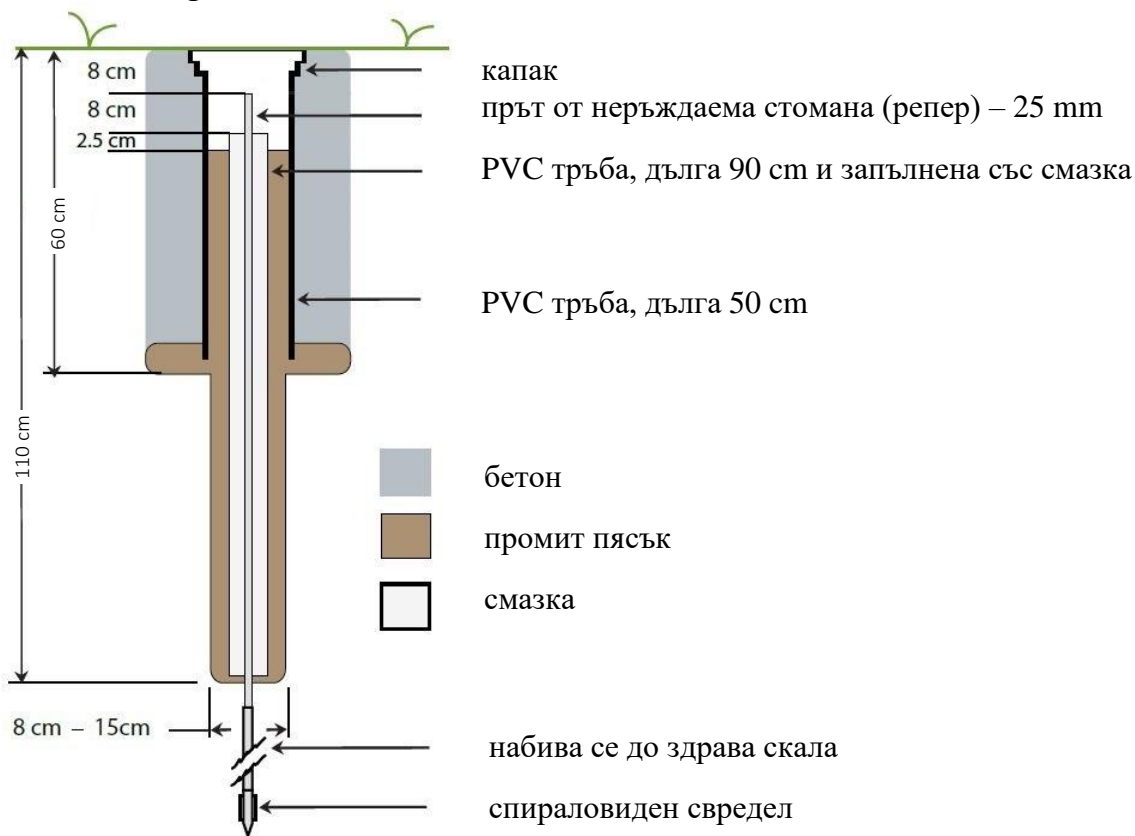 8 cm
капак
8 cm
прът от неръждаема стомана (репер) – 25 mm
2.5 cm
PVC тръба, дълга 90 cm и запълнена със смазка
60 cm
PVC тръба, дълга 50 cm
110 cm
бетон
промит пясък
смазка
8 cm – 15cm
набива се до здрава скала
спираловиден свредел